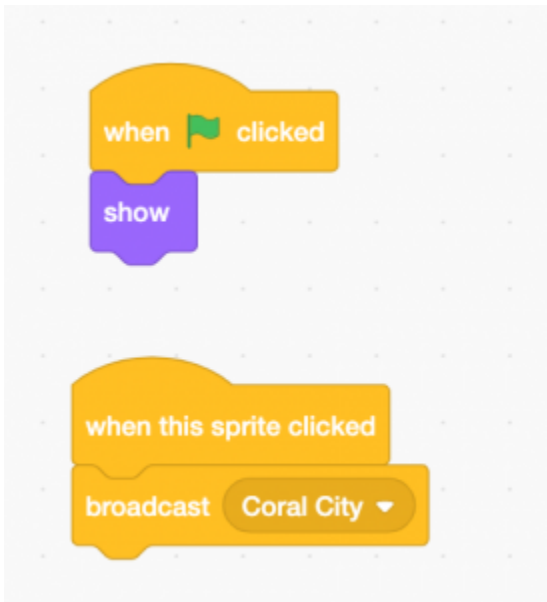 when clicked
show
when this sprite clicked
broadcast Coral City